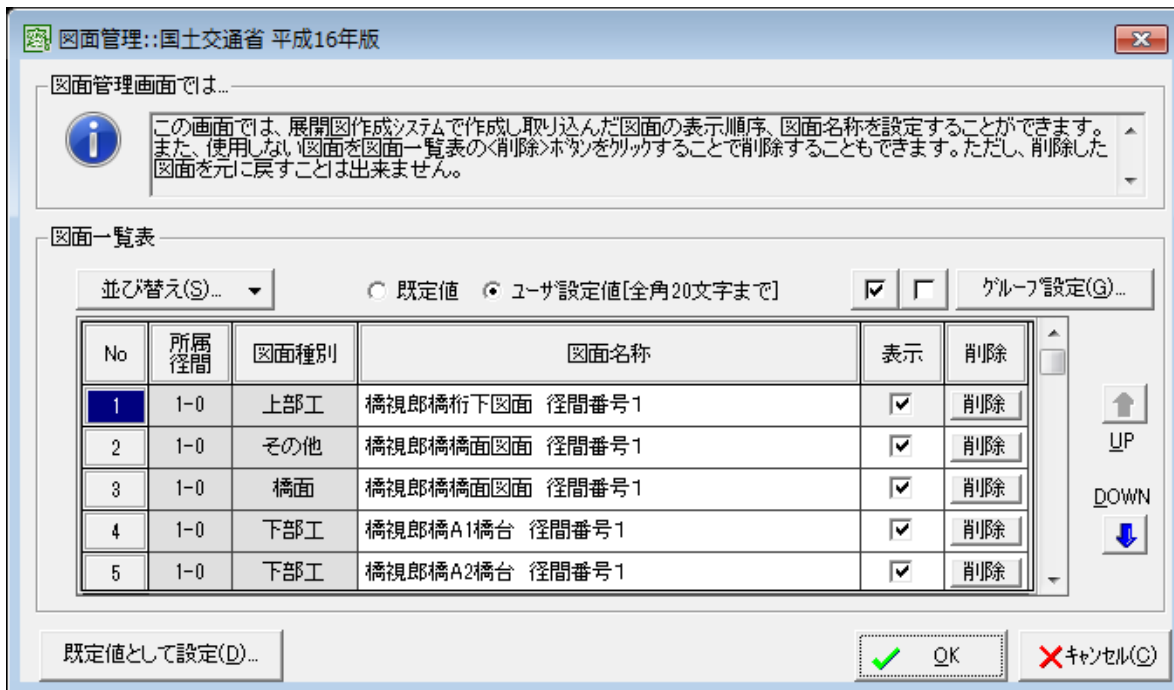 図面管理::国土交通省 平成16年版
図面管理画面では...
この画面では、展開図作成ｼｽﾃﾑで作成し取り込んだ図面の表示順序、図面名称を設定することができます。
また、使用しない図面を図面一覧表の<削除>ﾎﾞﾀﾝをｸﾘｯｸすることで削除することもできます。ただし、削除した
図面を元に戻すことは出来ません。
図面一覧表
並び替え(S)... 既定値 ﾕｰｻﾞ設定値[全角20文字まで] ｸﾞﾙｰﾌﾟ設定(G)...
No 所属径間 図面種別 図面名称 表示 削除
1 1-0 上部工 橋視郎橋桁下図面 径間番号1 削除
2 1-0 その他 橋視郎橋橋面図面 径間番号1 削除
3 1-0 橋面 橋視郎橋橋面図面 径間番号1 削除
4 1-0 下部工 橋視郎橋A1橋台 径間番号1 削除
5 1-0 下部工 橋視郎橋A2橋台 径間番号1 削除
UP
DOWN
既定値として設定(D)... OK ｷｬﾝｾﾙ(C)